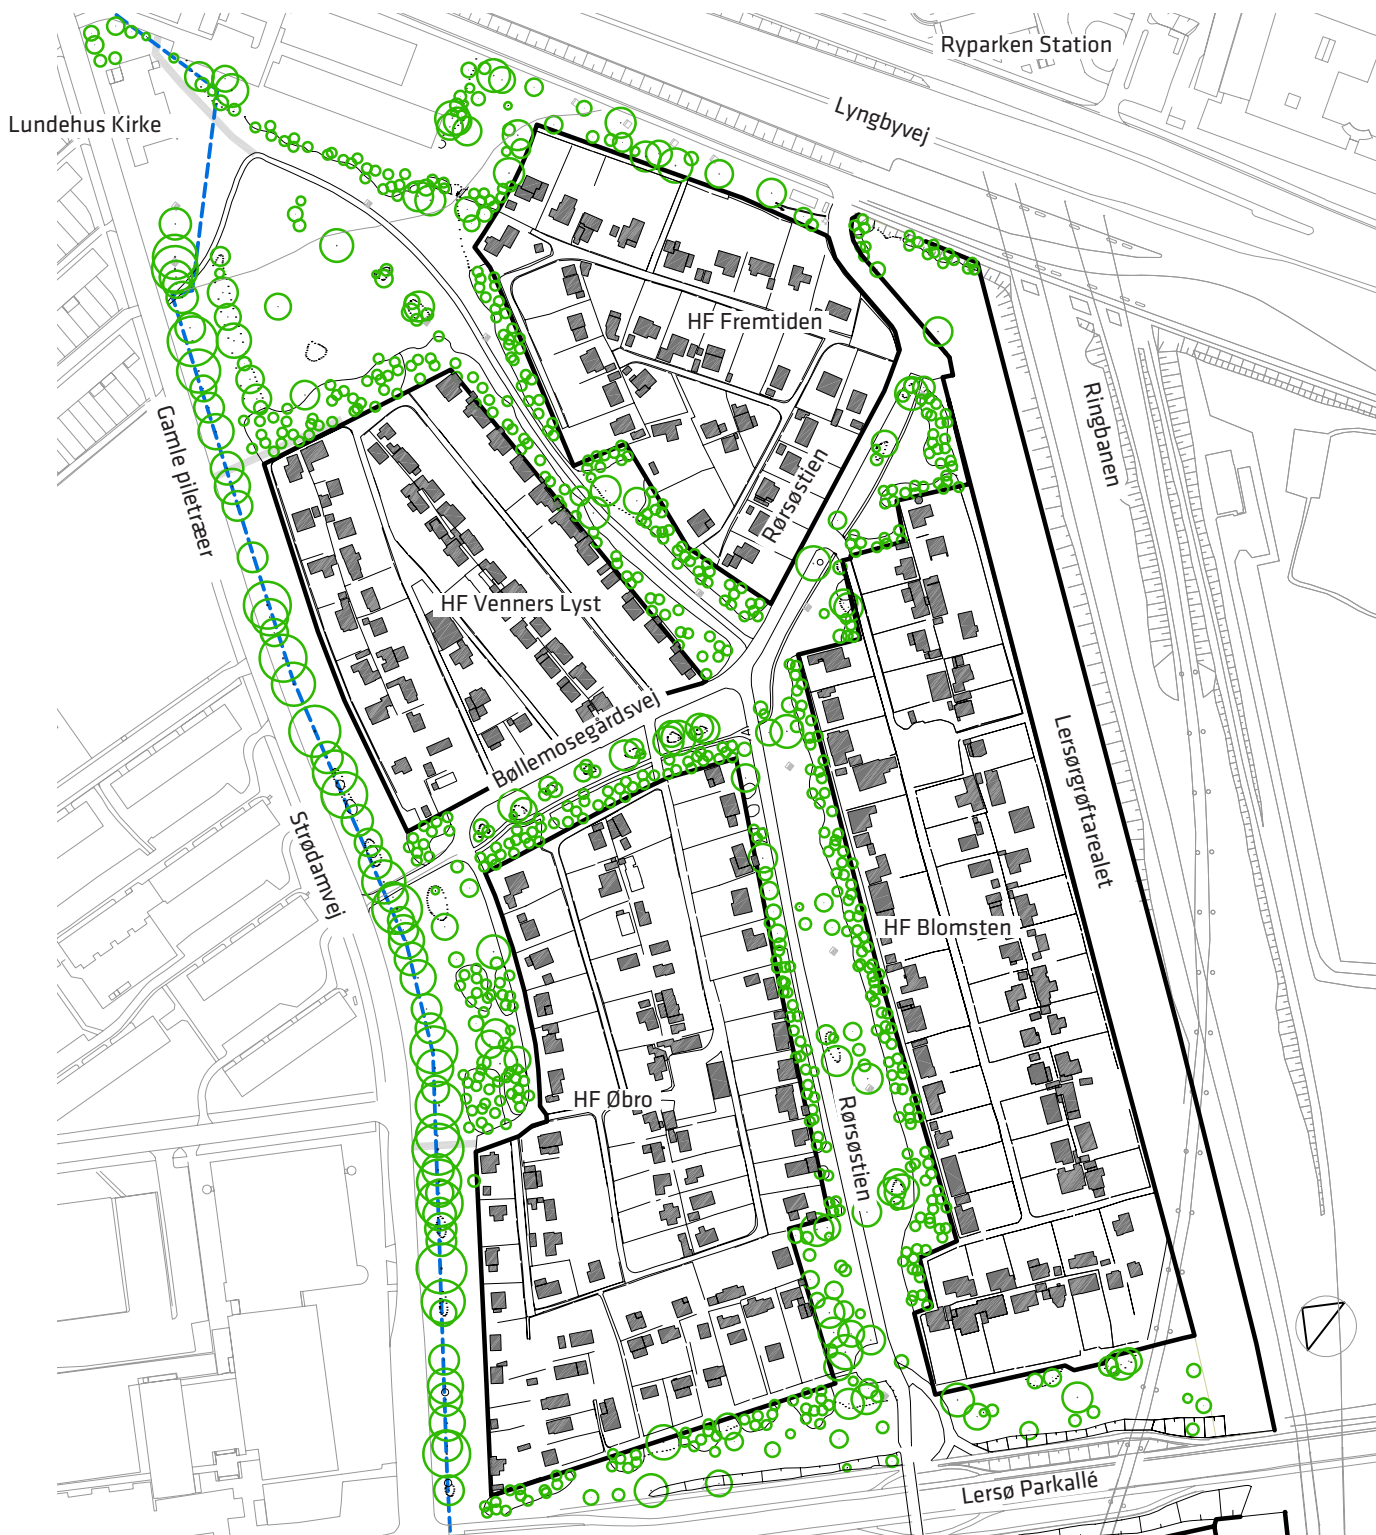 Ryparken Station
Lyngbyvej
Lundehus Kirke
HF Fremtiden
Ringbanen
Gamle piletræer
Rørsøstien
HF Venners Lyst
Bøllemosegårdsvej
Lersørgrøftarealet
Strødamvej
HF Blomsten
HF Øbro
Rørsøstien
Lersø Parkallé